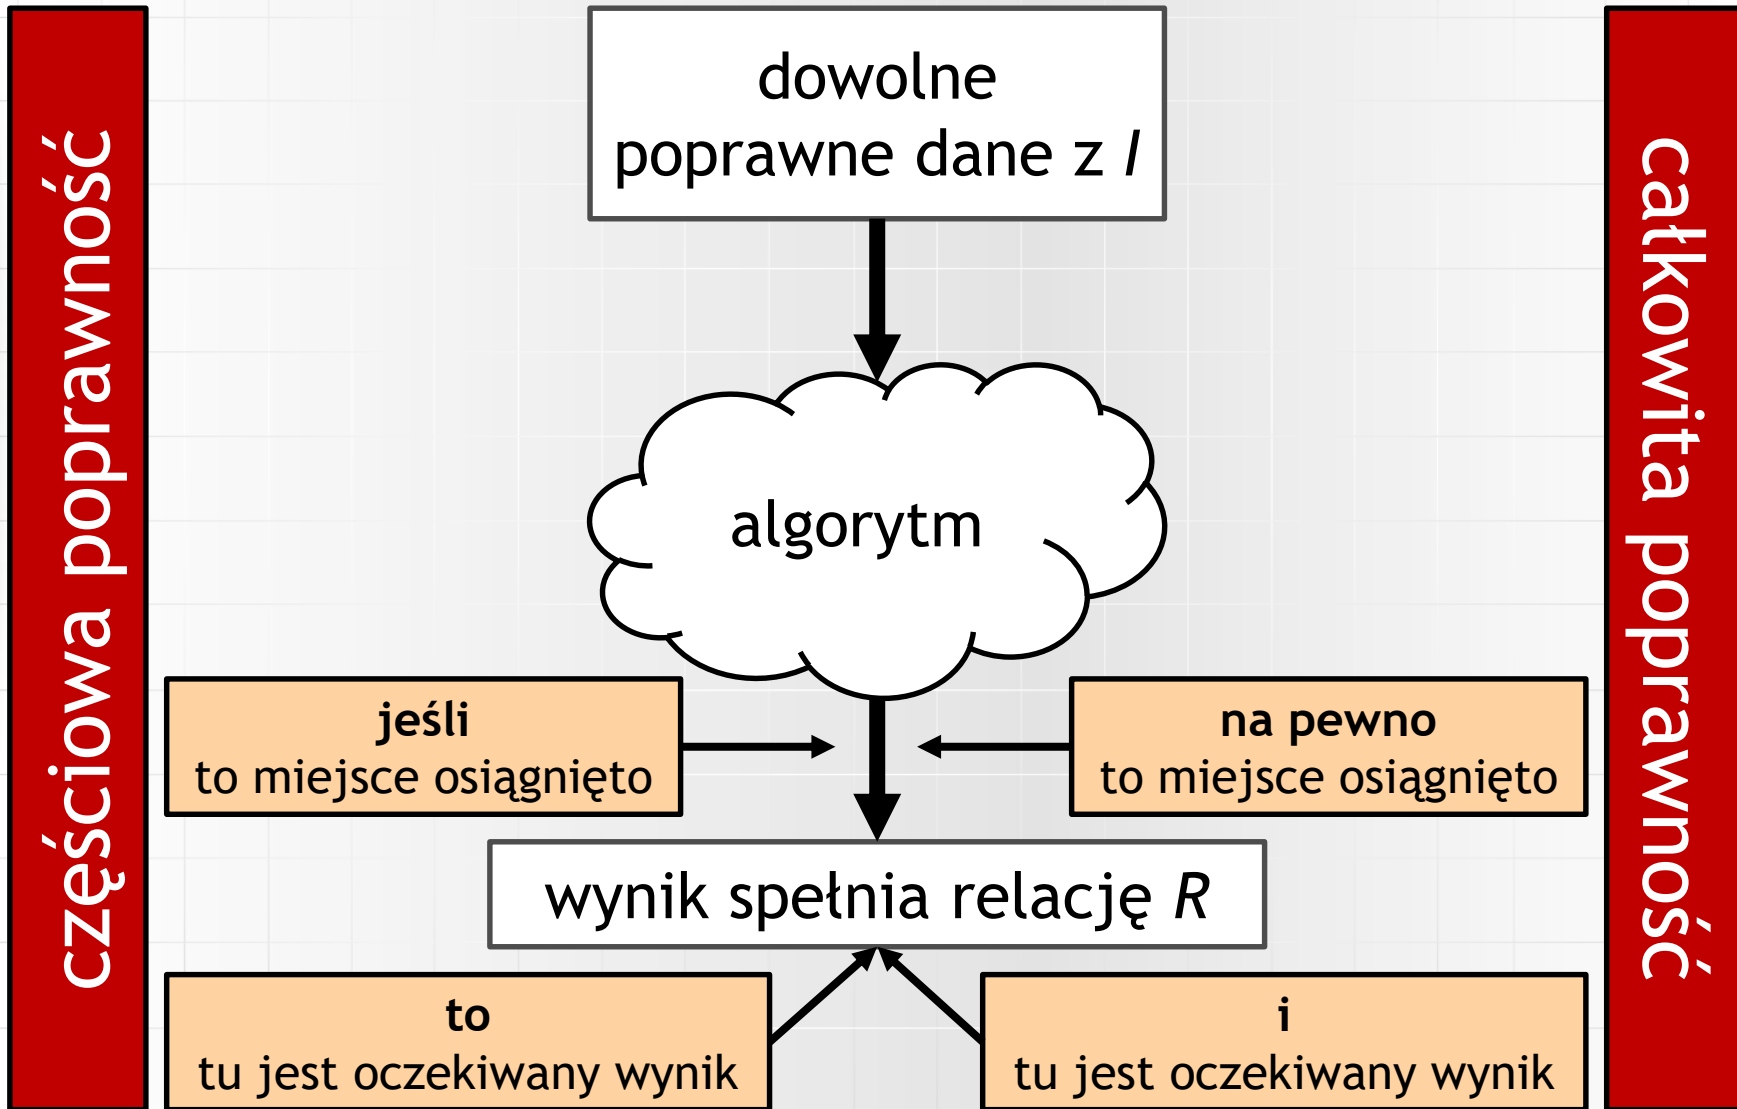 częściowa poprawność
dowolne
poprawne dane z I
algorytm
jeśli
to miejsce osiągnięto
na pewno
to miejsce osiągnięto
wynik spełnia relację R
to
tu jest oczekiwany wynik
i
tu jest oczekiwany wynik
całkowita poprawność